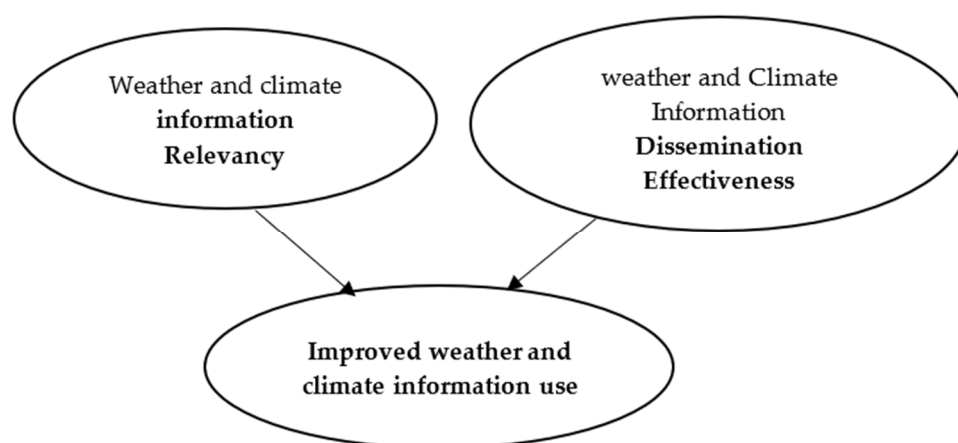 Weather and climate
information
Relevancy
weather and Climate
Information
Dissemination
Effectiveness
Improved weather and
climate information use